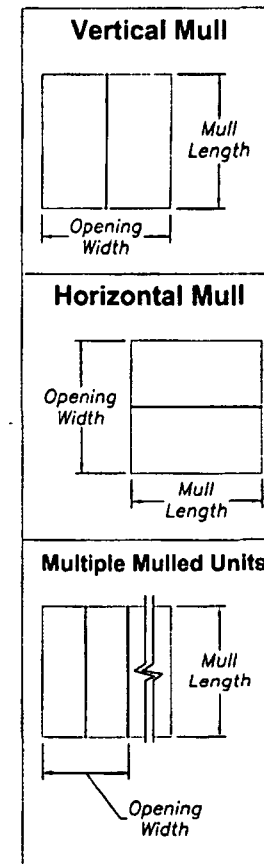 Vertical Mull
Mull
Length
Opening
Width
Horizontal Mull
Opening
Width
Mull
Length
Multiple Mulled Units
Mull
Length
Opening
Width